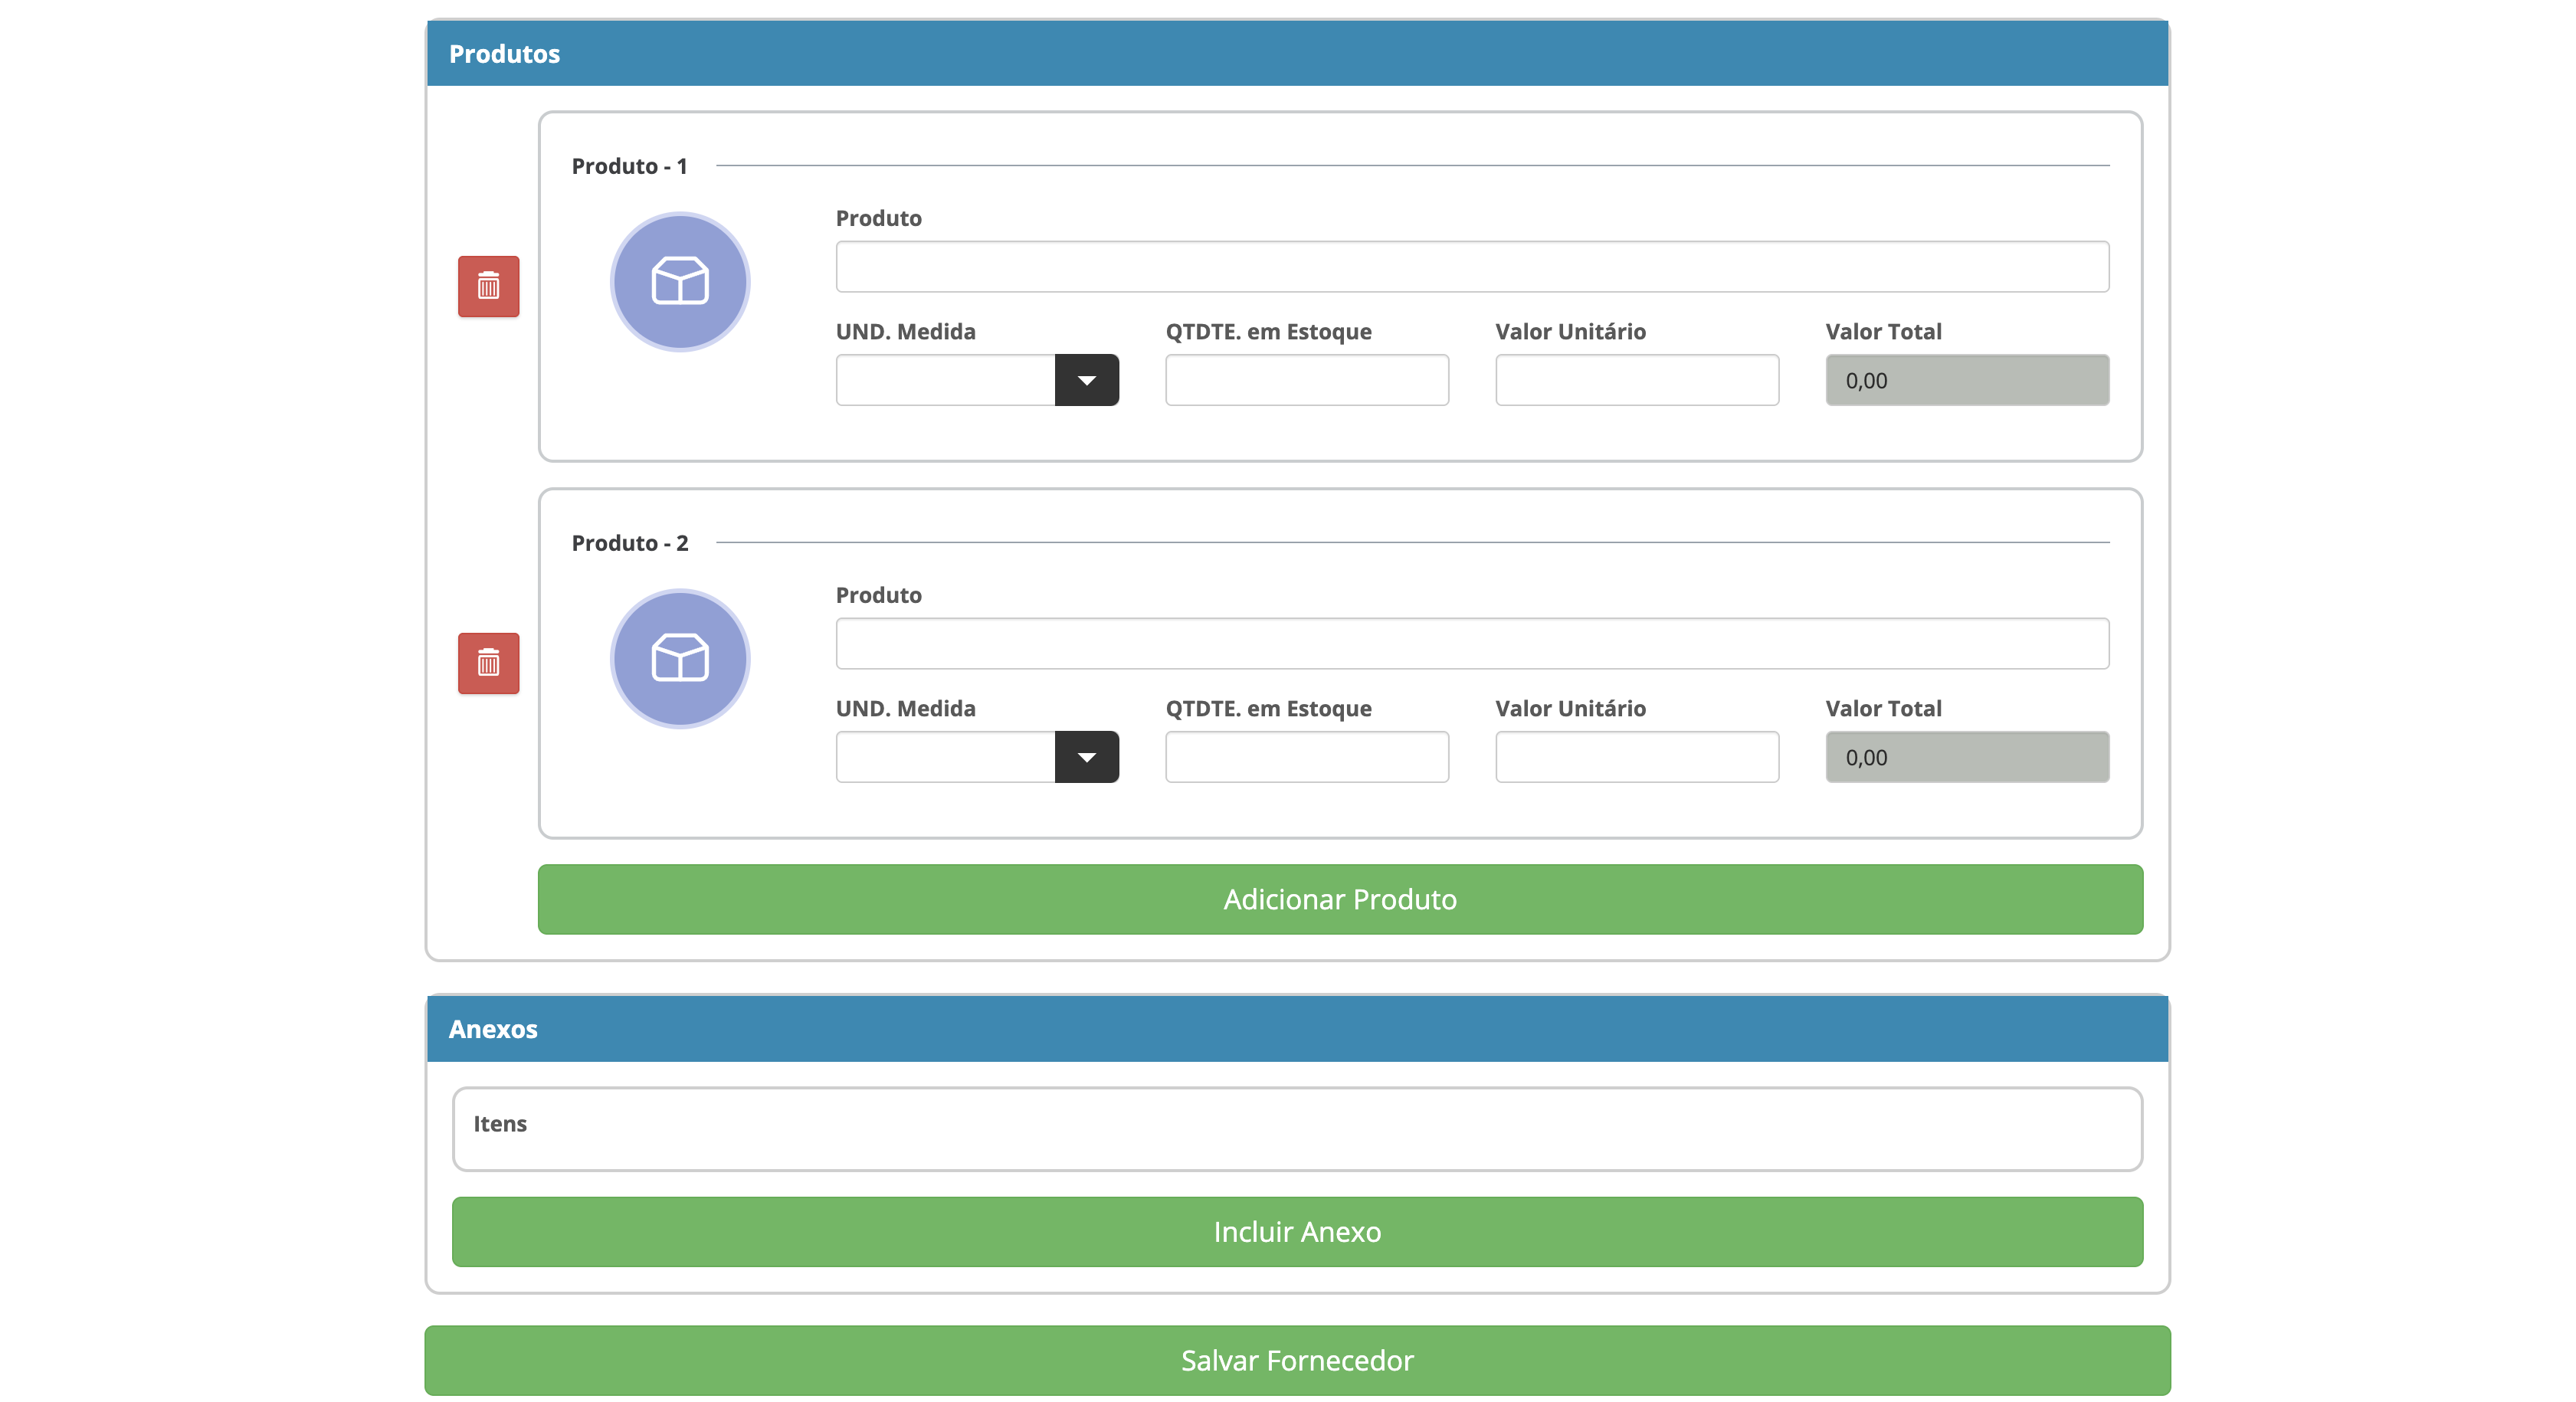 Produtos
Produto - 1
Produto
UND. Medida QTDTE. em Estoque Valor Unitário Valor Total
0,00
Produto - 2
Produto
UND. Medida QTDTE. em Estoque Valor Unitário Valor Total
0,00
Adicionar Produto
Anexos
Itens
Incluir Anexo
Salvar Fornecedor